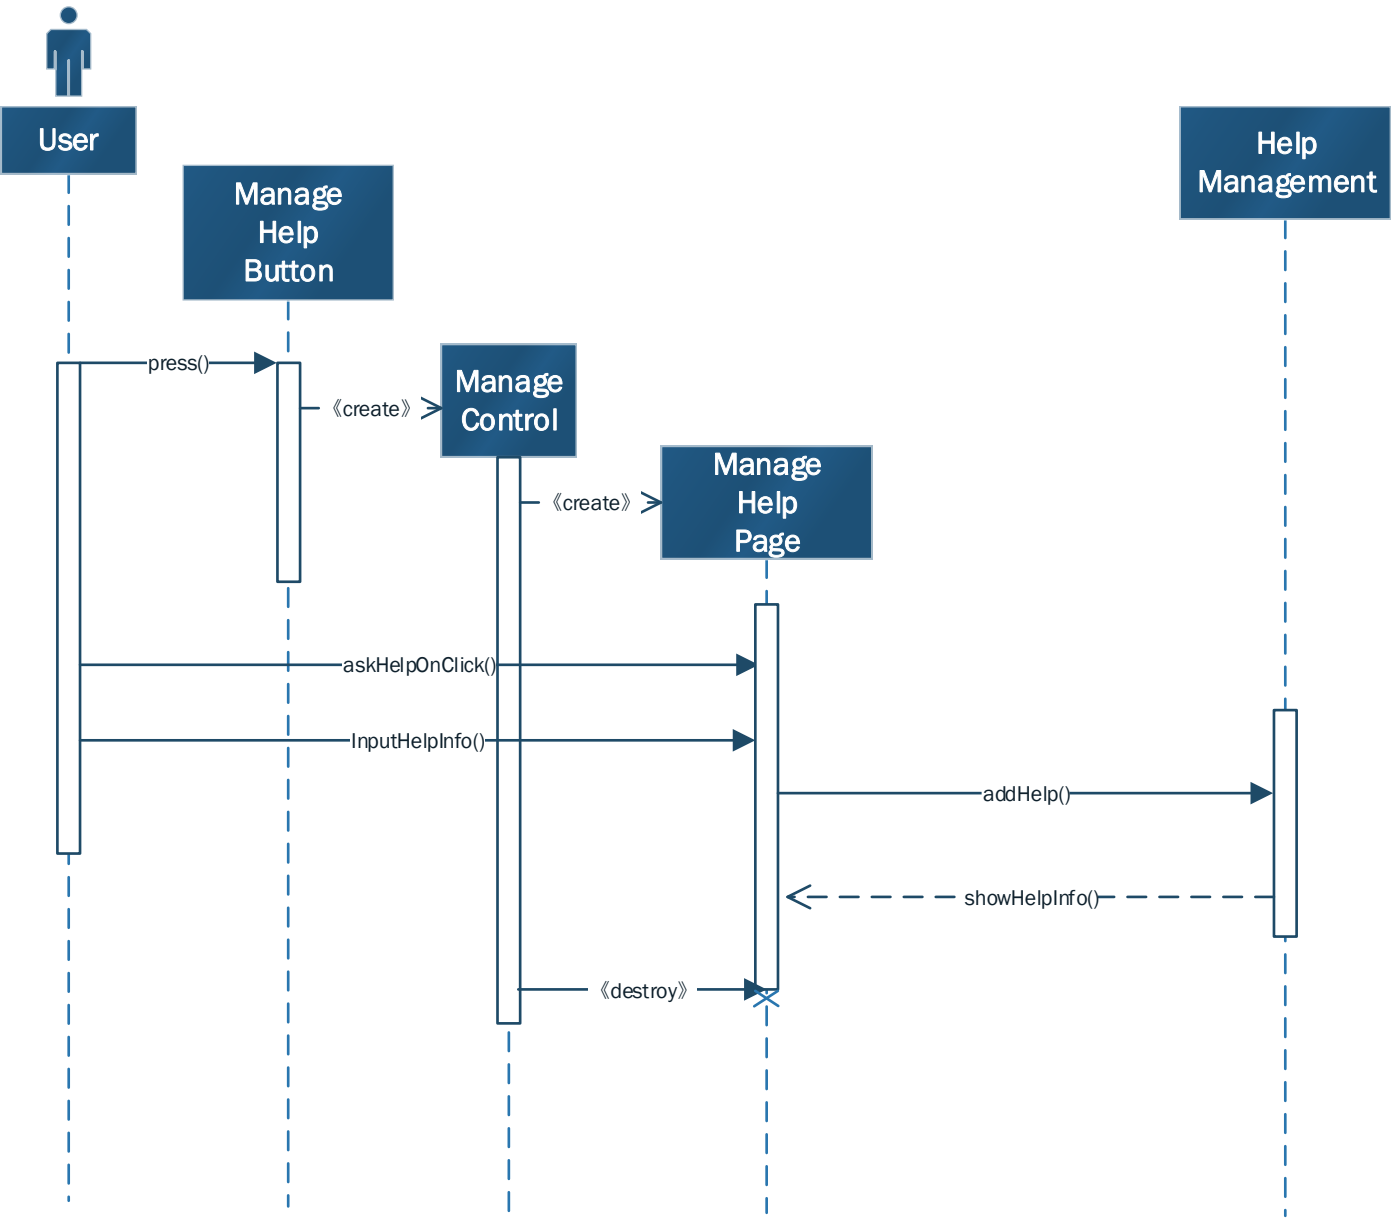 User
Help
Management
Manage
Help
Button
press()
Manage
Control
《create》
Manage
Help
Page
《create》
askHelpOnClick()
InputHelpInfo()
addHelp()
showHelpInfo()
《destroy》